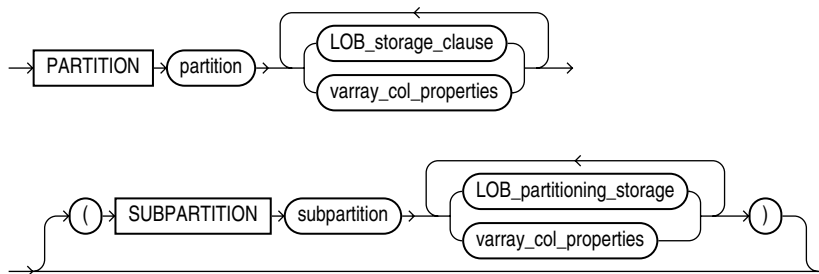 LOB_storage_clause
PARTITION partition
varray_col_properties
LOB_partitioning_storage
( SUBPARTITION subpartition )
varray_col_properties